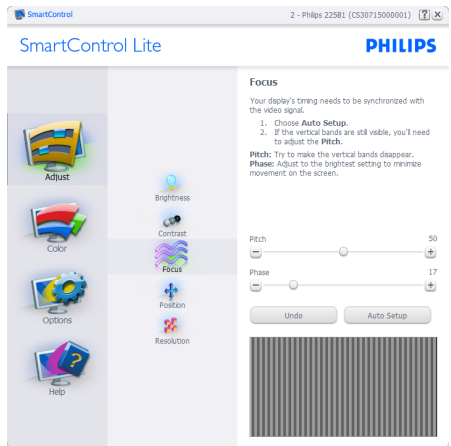 SmartControl
2 - Philips 225B1 (CS30715000001)
SmartControl Lite
PHILIPS
Adjust
Color
Options
Help
Brightness
Contrast
Focus
Position
Resolution
Focus
Your display's timing needs to be synchronized with
the video signal.
1. Choose Auto Setup.
2. If the vertical bands are still visible, you'll need
to adjust the Pitch.
Pitch: Try to make the vertical bands disappear.
Phase: Adjust to the brightest setting to minimize
movement on the screen.
Pitch 50
Phase 17
Undo Auto Setup